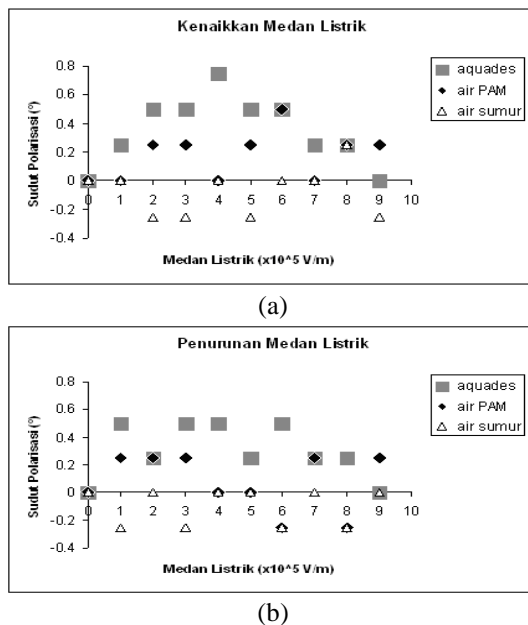 Kenaikkan Medan Listrik
Sudut Polarisasi (°)
0.8
0.6
0.4
0.2
0
-0.2
-0.4
0 1 2 3 4 5 6 7 8 9 10
Medan Listrik (x10^5 V/m)
aquades
air PAM
air sumur
(a)
Penurunan Medan Listrik
Sudut Polarisasi (°)
0.8
0.6
0.4
0.2
0
-0.2
-0.4
0 1 2 3 4 5 6 7 8 9 10
Medan Listrik (x10^5 V/m)
aquades
air PAM
air sumur
(b)